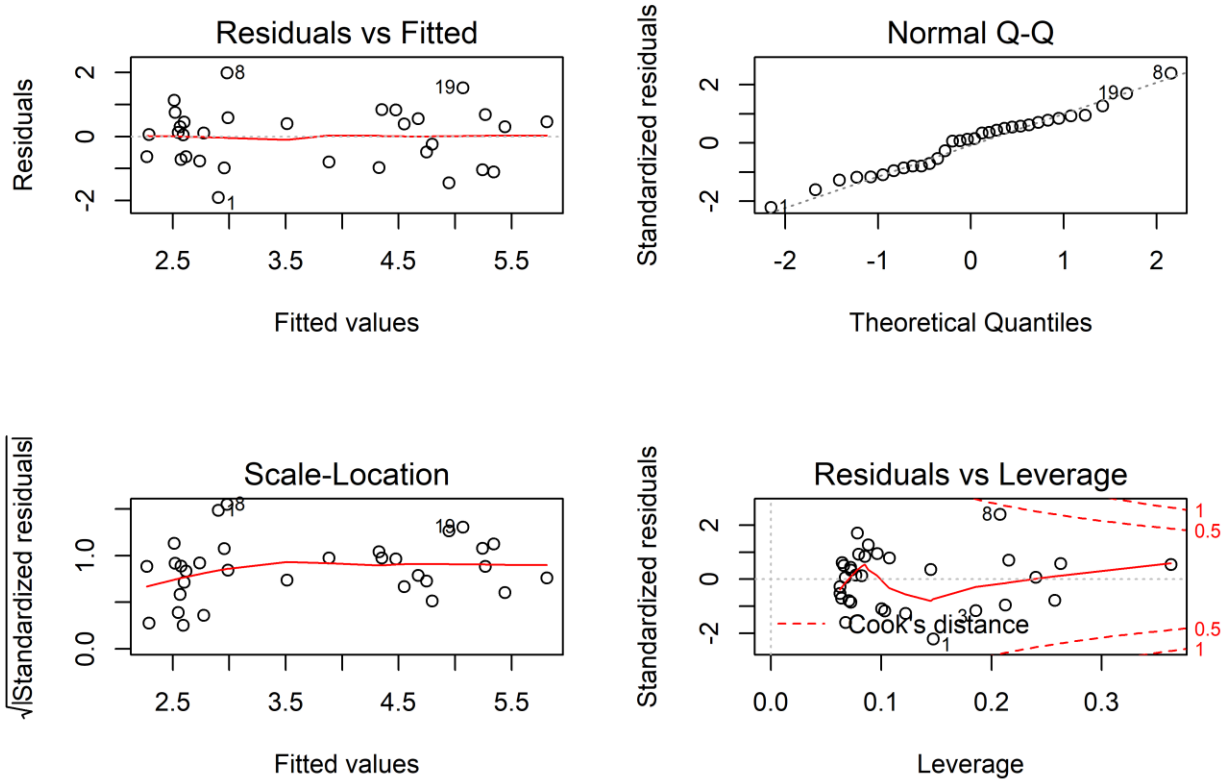 Residuals vs Fitted
Residuals
2
0
-2
8
19
1
2.5 3.5 4.5 5.5
Fitted values
Normal Q-Q
Standardized residuals
2
0
-2
8
19
1
-2 -1 0 1 2
Theoretical Quantiles
Scale-Location
√|Standardized residuals|
1.0
0.0
8
19
2.5 3.5 4.5 5.5
Fitted values
Residuals vs Leverage
Standardized residuals
2
0
-2
8
1
0.5
0.5
1
Cook's distance
1
0.0 0.1 0.2 0.3
Leverage